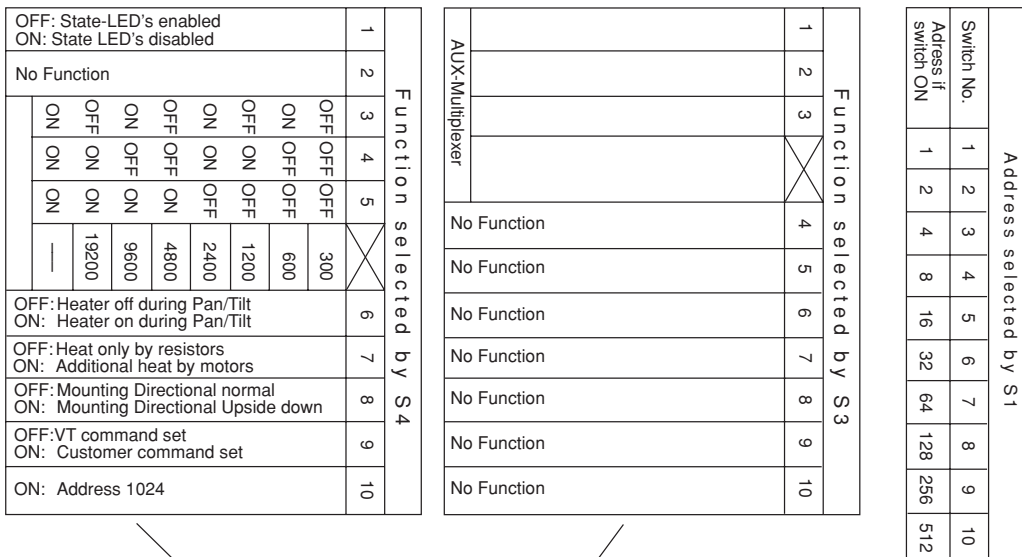 OFF: State-LED's enabled
ON: State LED's disabled
1
No Function
2
ON OFF ON OFF ON OFF ON OFF
3
ON ON OFF OFF ON ON OFF OFF
4
ON ON ON ON OFF OFF OFF OFF
5
— 19200 9600 4800 2400 1200 600 300
OFF: Heater off during Pan/Tilt
ON: Heater on during Pan/Tilt
6
OFF: Heat only by resistors
ON: Additional heat by motors
7
OFF: Mounting Directional normal
ON: Mounting Directional Upside down
8
OFF:VT command set
ON: Customer command set
9
ON: Address 1024
10
Function selected by S4
AUX-Multiplexer
1
2
3
No Function
4
No Function
5
No Function
6
No Function
7
No Function
8
No Function
9
No Function
10
Function selected by S3
Address selected by S1
Switch No. 1 2 3 4 5 6 7 8 9 10
Adress if
switch ON 1 2 4 8 16 32 64 128 256 512